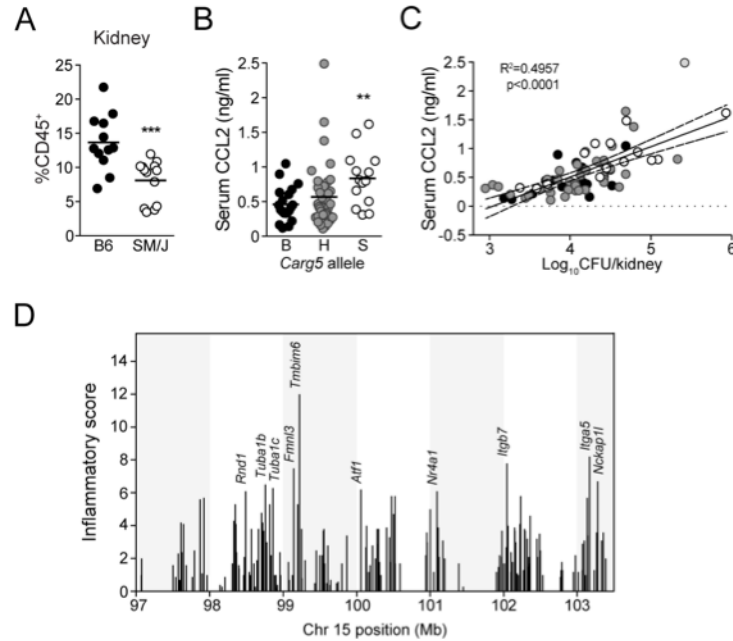 A
Kidney
%CD45+
25
20
15
10
5
0
***
B6 SM/J
B
Serum CCL2 (ng/ml)
2.5
2
1.5
1
0.5
0
**
B H S
Carg5 allele
C
Serum CCL2 (ng/ml)
2.5
2.0
1.5
1.0
0.5
0
-0.5
R²=0.4957
p<0.0001
3 4 5 6
Log₁₀CFU/kidney
D
Inflammatory score
14
12
10
8
6
4
2
0
Rnd1
Tuba1b
Tuba1c
Fmnl3
Tmbim6
Atf1
Nr4a1
Itgb7
Itga5
Nckap1l
97 98 99 100 101 102 103
Chr 15 position (Mb)